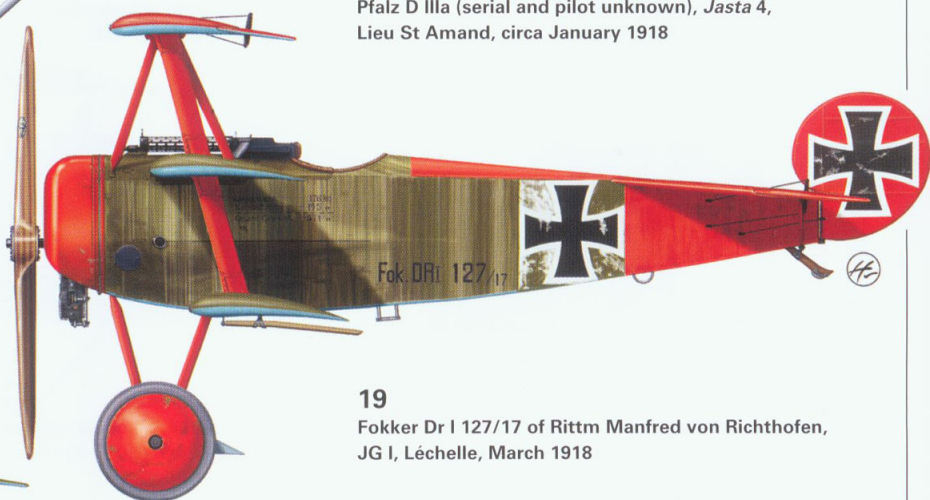 Pfalz D IIIa (serial and pilot unknown), Jasta 4,
Lieu St Amand, circa January 1918
Fok. DRI 127/17
19
Fokker Dr I 127/17 of Rittm Manfred von Richthofen,
JG I, Léchelle, March 1918